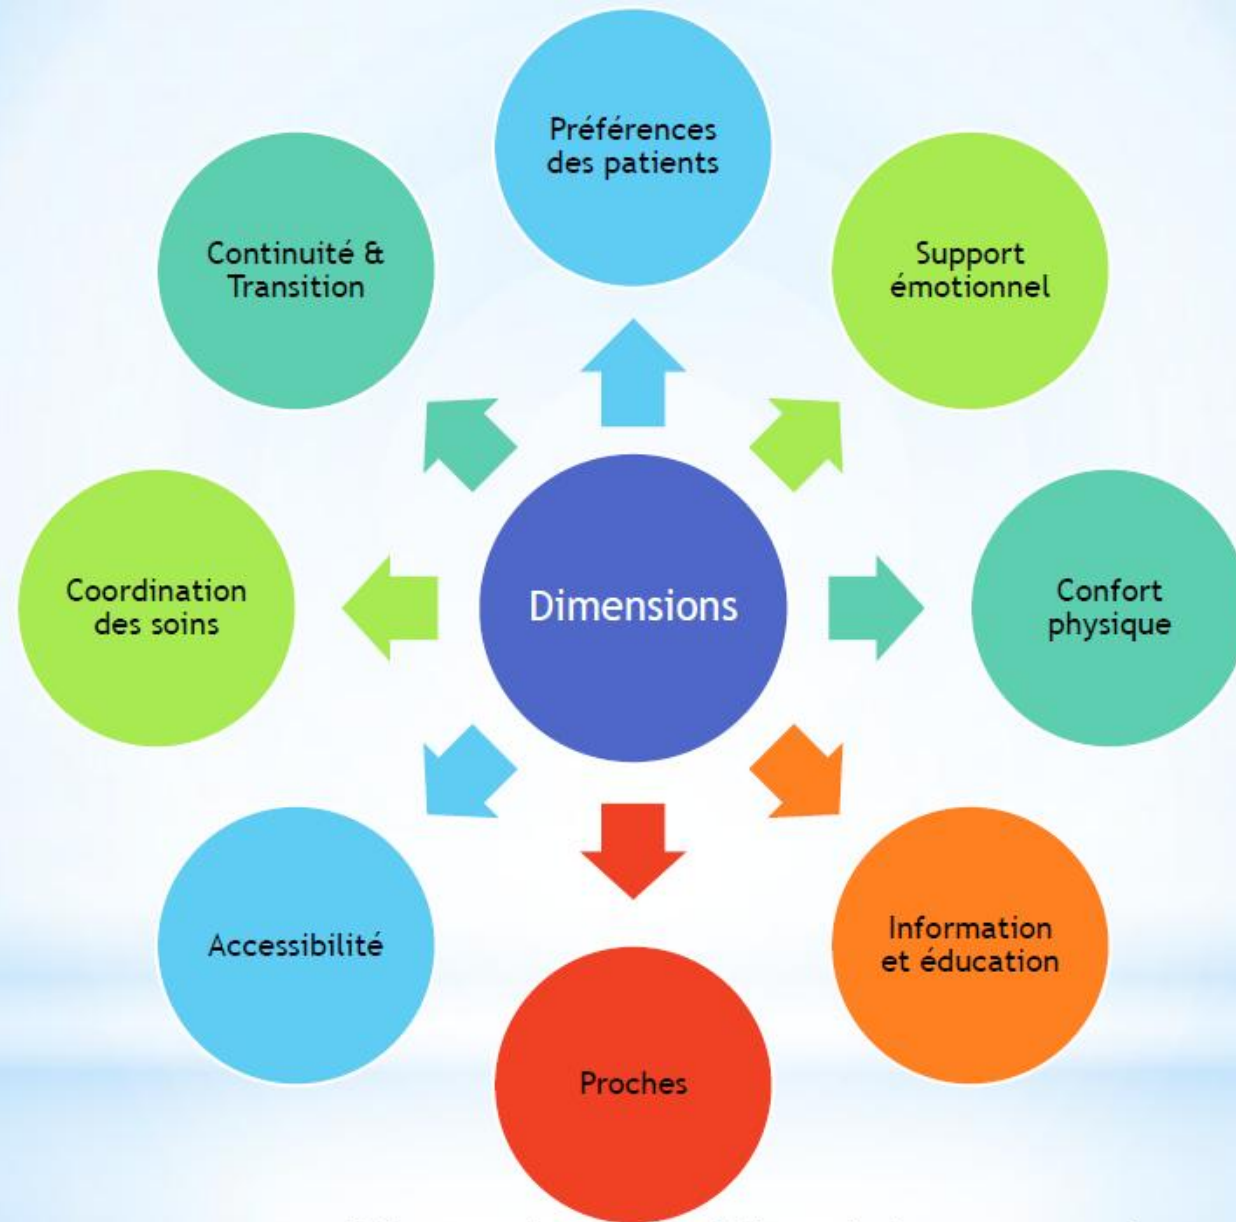 Préférences
des patients
Support
émotionnel
Confort
physique
Information
et éducation
Proches
Accessibilité
Coordination
des soins
Continuité &
Transition
Dimensions